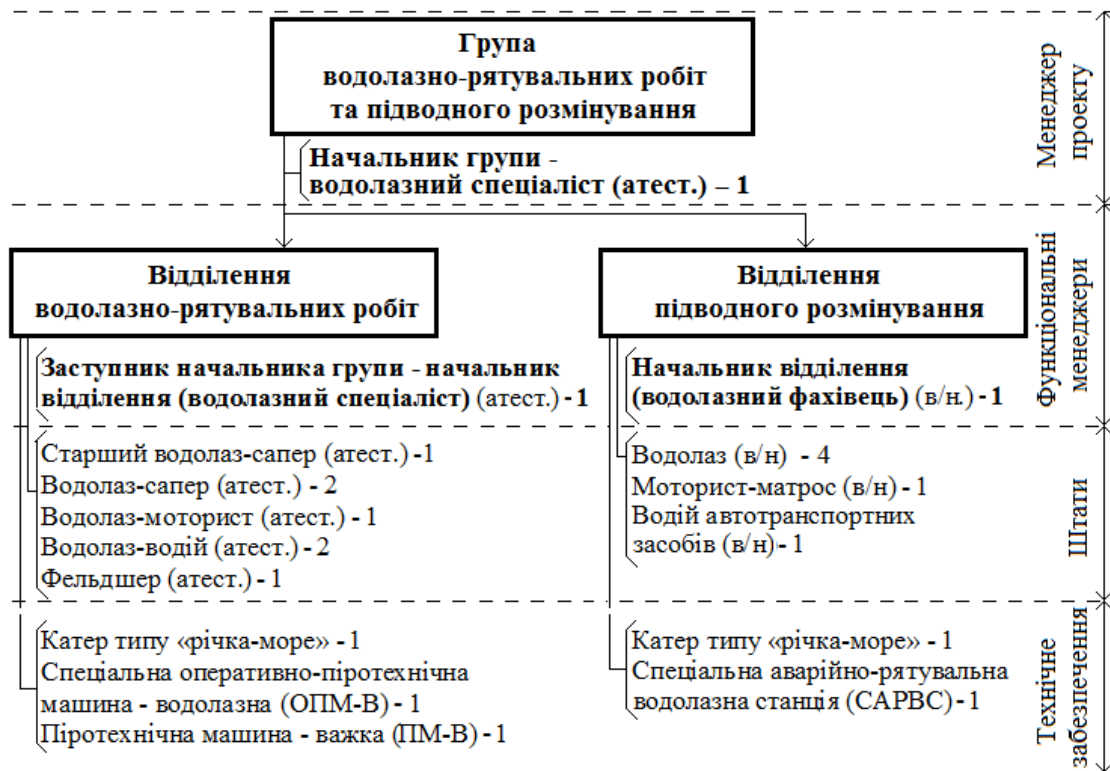 Група
водолазно-рятувальних робіт
та підводного розмінування
Начальник групи -
водолазний спеціаліст (атест.) – 1
Менеджер
проекту
Відділення
водолазно-рятувальних робіт
Заступник начальника групи - начальник
відділення (водолазний спеціаліст) (атест.) - 1
Відділення
підводного розмінування
Начальник відділення
(водолазний фахівець) (в/н.) - 1
Функціональні
менеджери
Старший водолаз-сапер (атест.) -1
Водолаз-сапер (атест.) - 2
Водолаз-моторист (атест.) - 1
Водолаз-водій (атест.) - 2
Фельдшер (атест.) - 1
Водолаз (в/н) - 4
Моторист-матрос (в/н) - 1
Водій автотранспортних
засобів (в/н) - 1
Штати
Катер типу «річка-море» - 1
Спеціальна оперативно-піротехнічна
машина - водолазна (ОПМ-В) - 1
Піротехнічна машина - важка (ПМ-В) - 1
Катер типу «річка-море» - 1
Спеціальна аварійно-рятувальна
водолазна станція (САРВС) - 1
Технічне
забезпечення